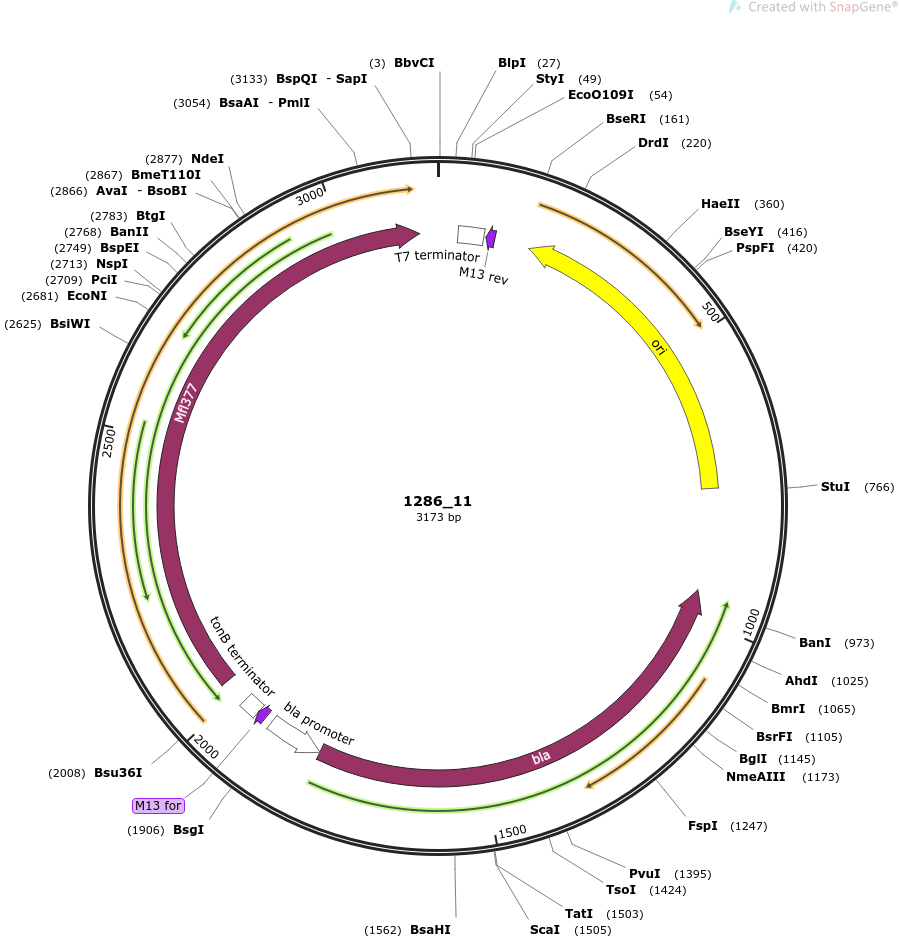 Created with SnapGene®
(3) BbvCI
BlpI (27)
(3133) BspQI - SapI
StyI (49)
EcoO109I (54)
(3054) BsaAI - PmlI
BseRI (161)
DrdI (220)
(2877) NdeI
(2867) BmeT110I
(2866) AvaI - BsoBI
HaeII (360)
(2783) BtgI
(2768) BanII
BseYI (416)
(2749) BspEI
PspFI (420)
(2713) NspI
(2709) PciI
(2681) EcoNI
(2625) BsiWI
3000
T7 terminator
M13 rev
500
ori
Mfl377
2500
1286_11
3173 bp
StuI (766)
1000
BanI (973)
AhdI (1025)
BmrI (1065)
BsrFI (1105)
BglI (1145)
NmeAIII (1173)
tonB terminator
bla promoter
bla
2000
(2008) Bsu36I
M13 for
(1906) BsgI
FspI (1247)
1500
PvuI (1395)
TsoI (1424)
TatI (1503)
(1562) BsaHI
ScaI (1505)